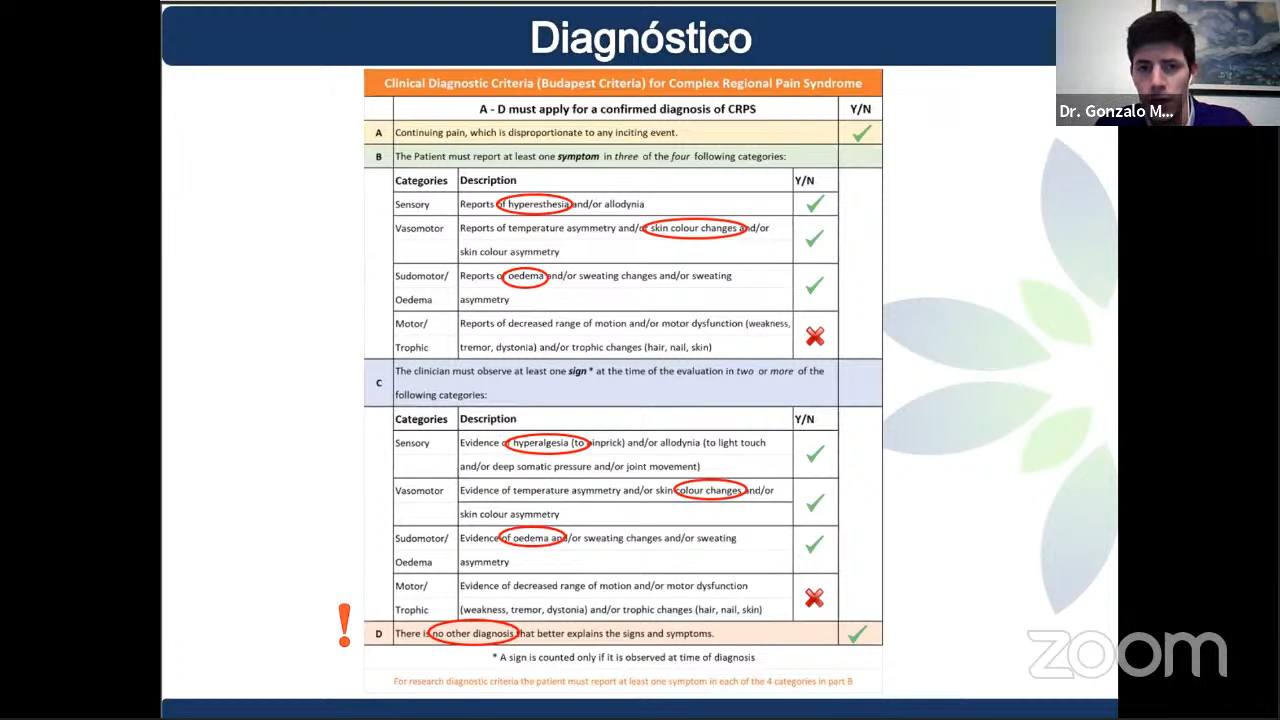 Diagnóstico
Dr. Gonzalo M...
Clinical Diagnostic Criteria (Budapest Criteria) for Complex Regional Pain Syndrome
A - D must apply for a confirmed diagnosis of CRPS Y/N
A Continuing pain, which is disproportionate to any inciting event.
B The Patient must report at least one symptom in three of the four following categories:
Categories Description Y/N
Sensory Reports of hyperesthesia and/or allodynia
Vasomotor Reports of temperature asymmetry and/or skin colour changes and/or
skin colour asymmetry
Sudomotor/ Reports of oedema and/or sweating changes and/or sweating
Oedema asymmetry
Motor/ Reports of decreased range of motion and/or motor dysfunction (weakness,
Trophic tremor, dystonia) and/or trophic changes (hair, nail, skin)
C The clinician must observe at least one sign * at the time of the evaluation in two or more of the
following categories:
Categories Description Y/N
Sensory Evidence of hyperalgesia (to pinprick) and/or allodynia (to light touch
and/or deep somatic pressure and/or joint movement)
Vasomotor Evidence of temperature asymmetry and/or skin colour changes and/or
skin colour asymmetry
Sudomotor/ Evidence of oedema and/or sweating changes and/or sweating
Oedema asymmetry
Motor/ Evidence of decreased range of motion and/or motor dysfunction
Trophic (weakness, tremor, dystonia) and/or trophic changes (hair, nail, skin)
!
D There is no other diagnosis that better explains the signs and symptoms.
* A sign is counted only if it is observed at time of diagnosis
For research diagnostic criteria the patient must report at least one symptom in each of the 4 categories in part B
zoom